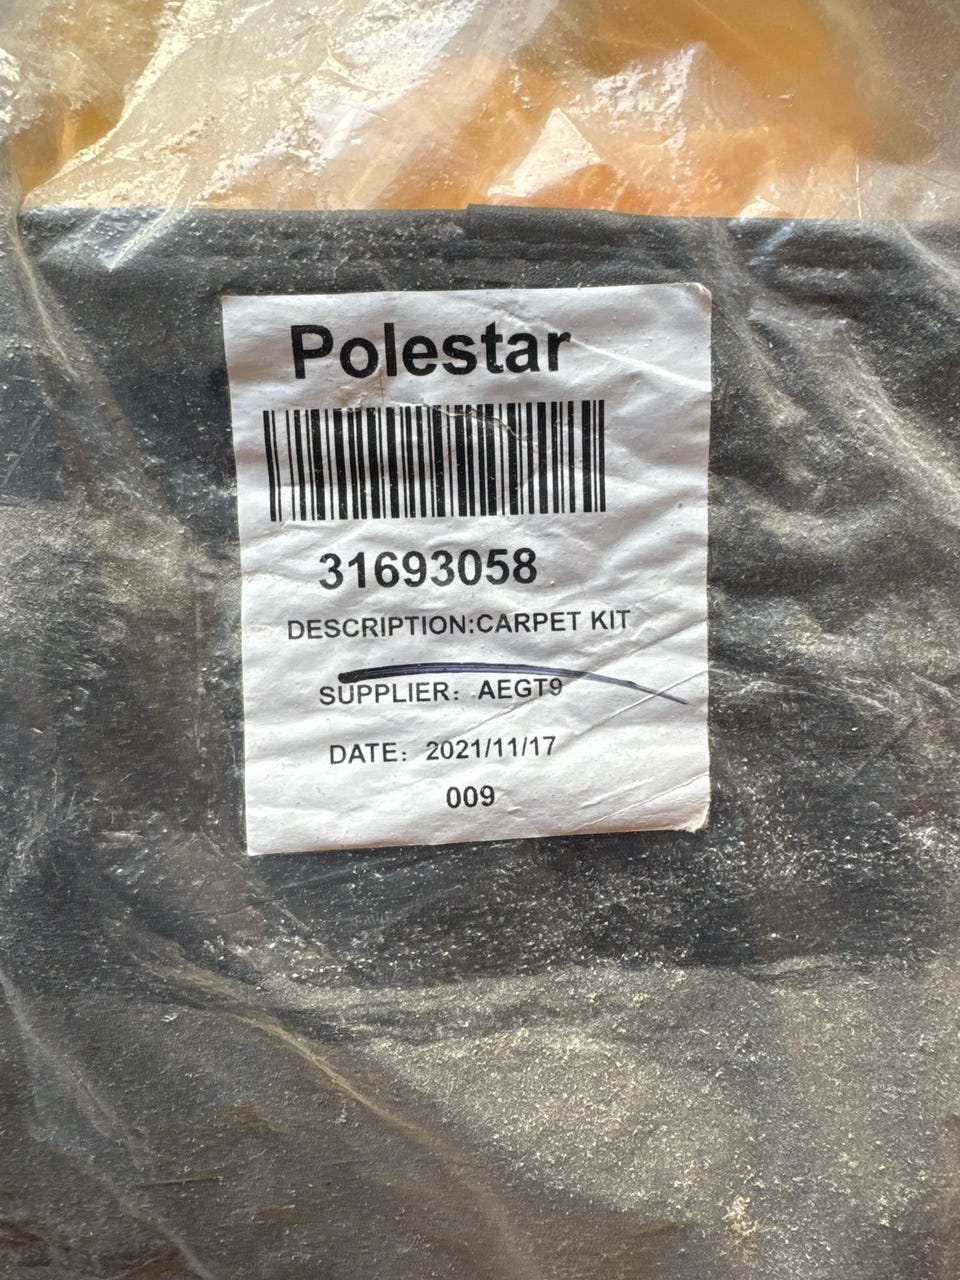 Polestar
31693058
DESCRIPTION:CARPET KIT
SUPPLIER: AEGT9
DATE: 2021/11/17
009